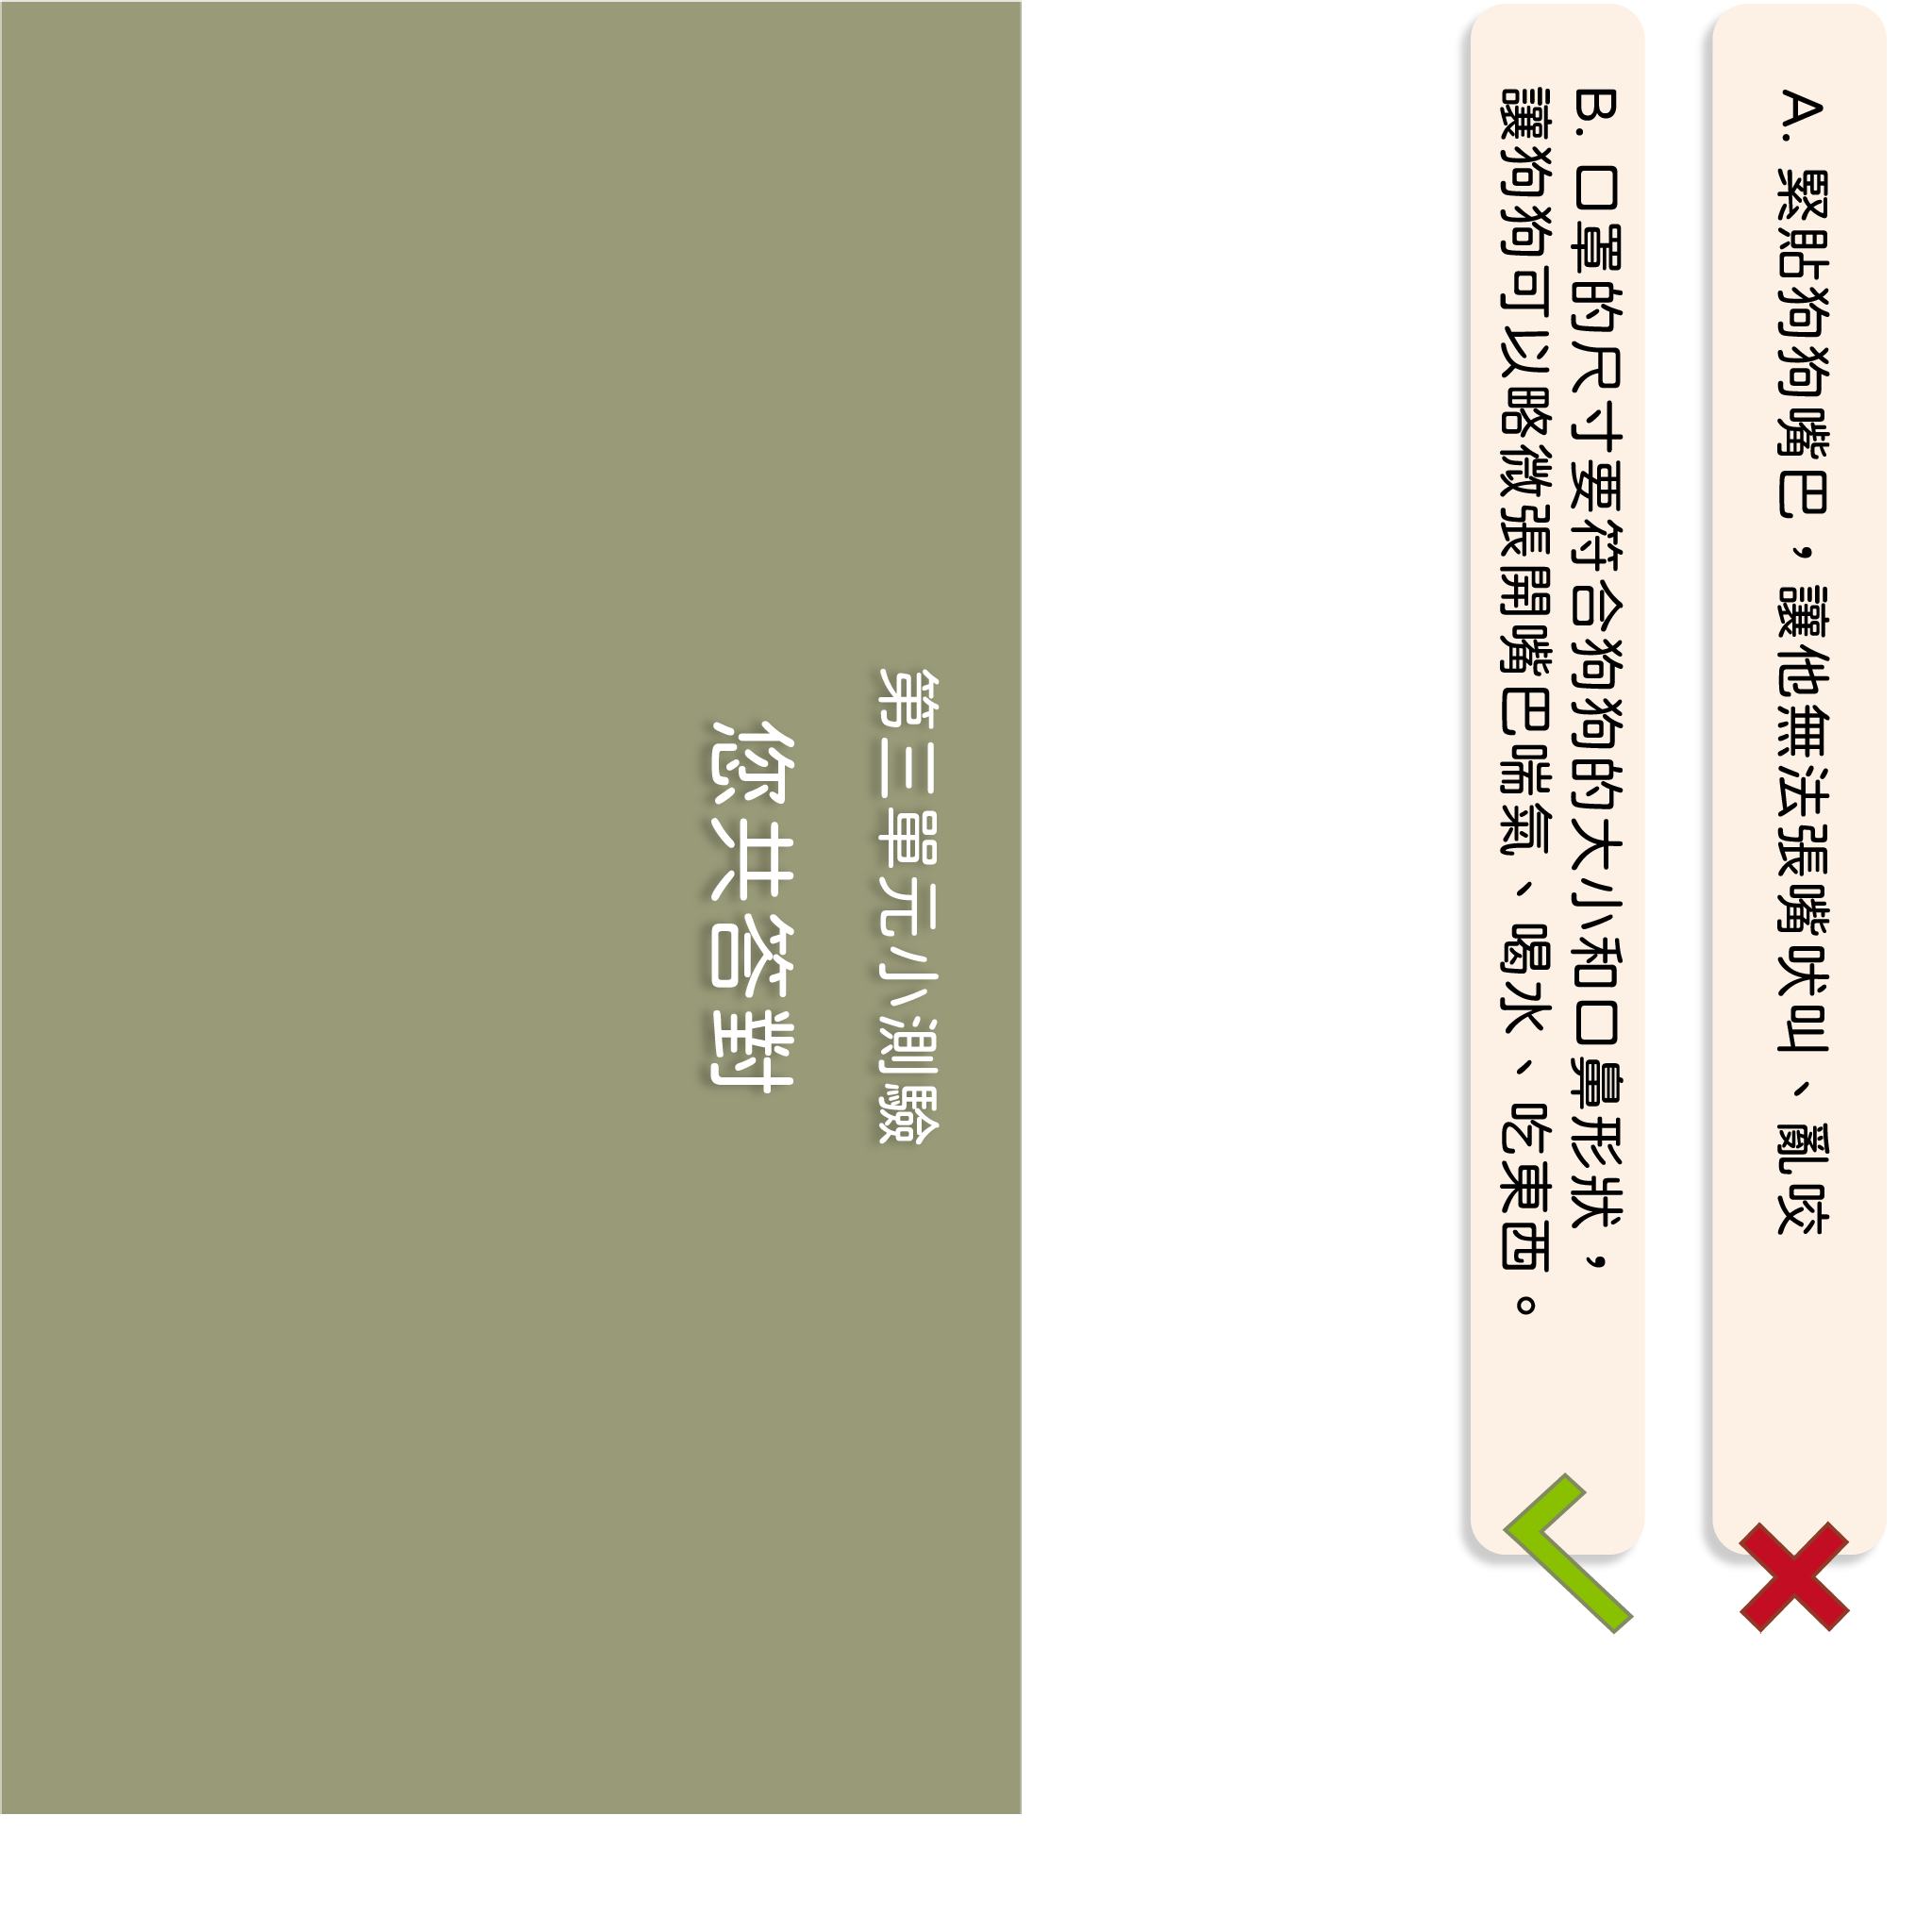 A. 緊貼狗狗嘴巴，讓他無法張嘴吠叫、亂咬
B. 口罩的尺寸要符合狗狗的大小和口鼻形狀，
讓狗狗可以略微張開嘴巴喘氣、喝水、吃東西。
第三單元小測驗
您共答對